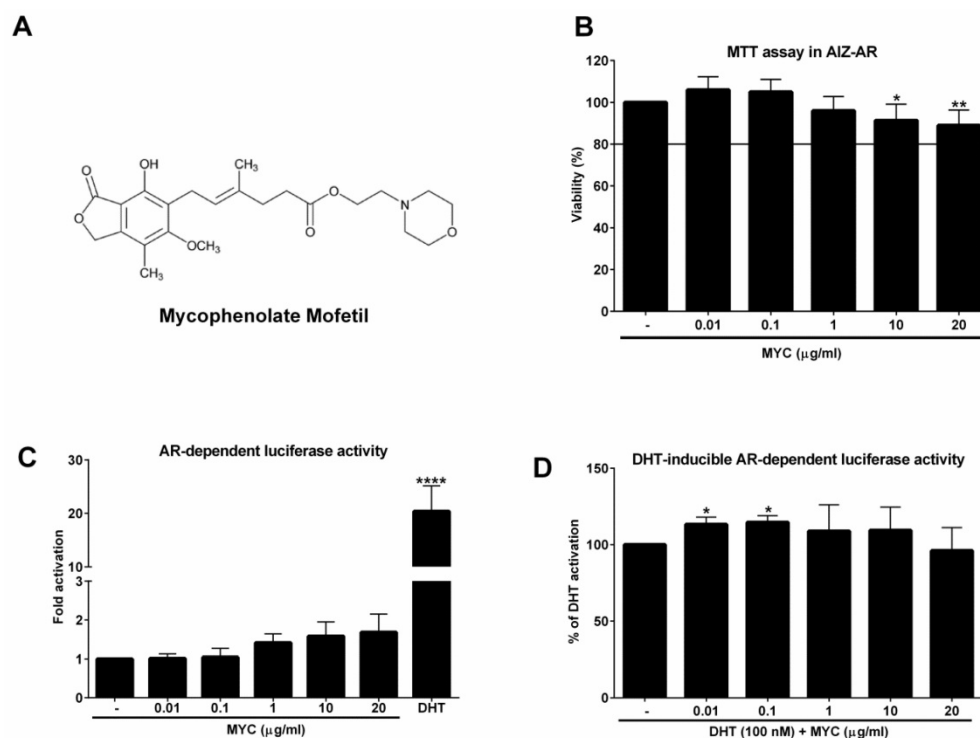 A
O
OH
CH₃
O
O
OCH₃
CH₃
O
N
O
Mycophenolate Mofetil
B
MTT assay in AIZ-AR
Viability (%)
140
120
100
80
60
40
20
0
* **
- 0.01 0.1 1 10 20
MYC (µg/ml)
C
AR-dependent luciferase activity
Fold activation
30
20
10
3
2
1
0
****
- 0.01 0.1 1 10 20 DHT
MYC (µg/ml)
D
DHT-inducible AR-dependent luciferase activity
% of DHT activation
150
100
50
0
* *
- 0.01 0.1 1 10 20
DHT (100 nM) + MYC (µg/ml)